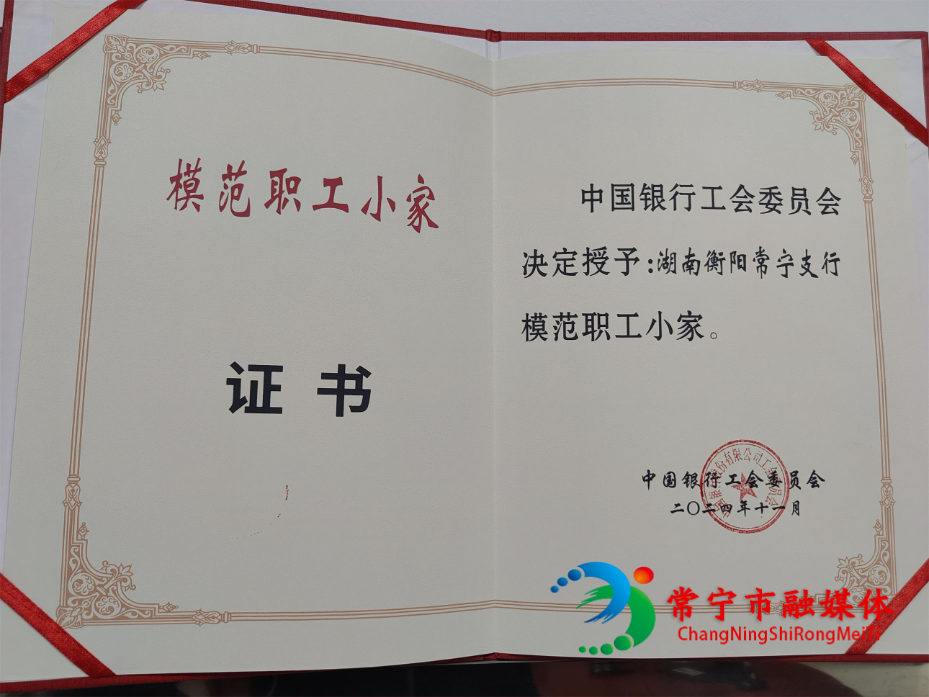 模范职工小家
证书
中国银行工会委员会
决定授予:湖南衡阳常宁支行
模范职工小家。
中国银行工会委员会
二〇二四年十一月
常宁市融媒体
ChangNingShiRongMeiTi